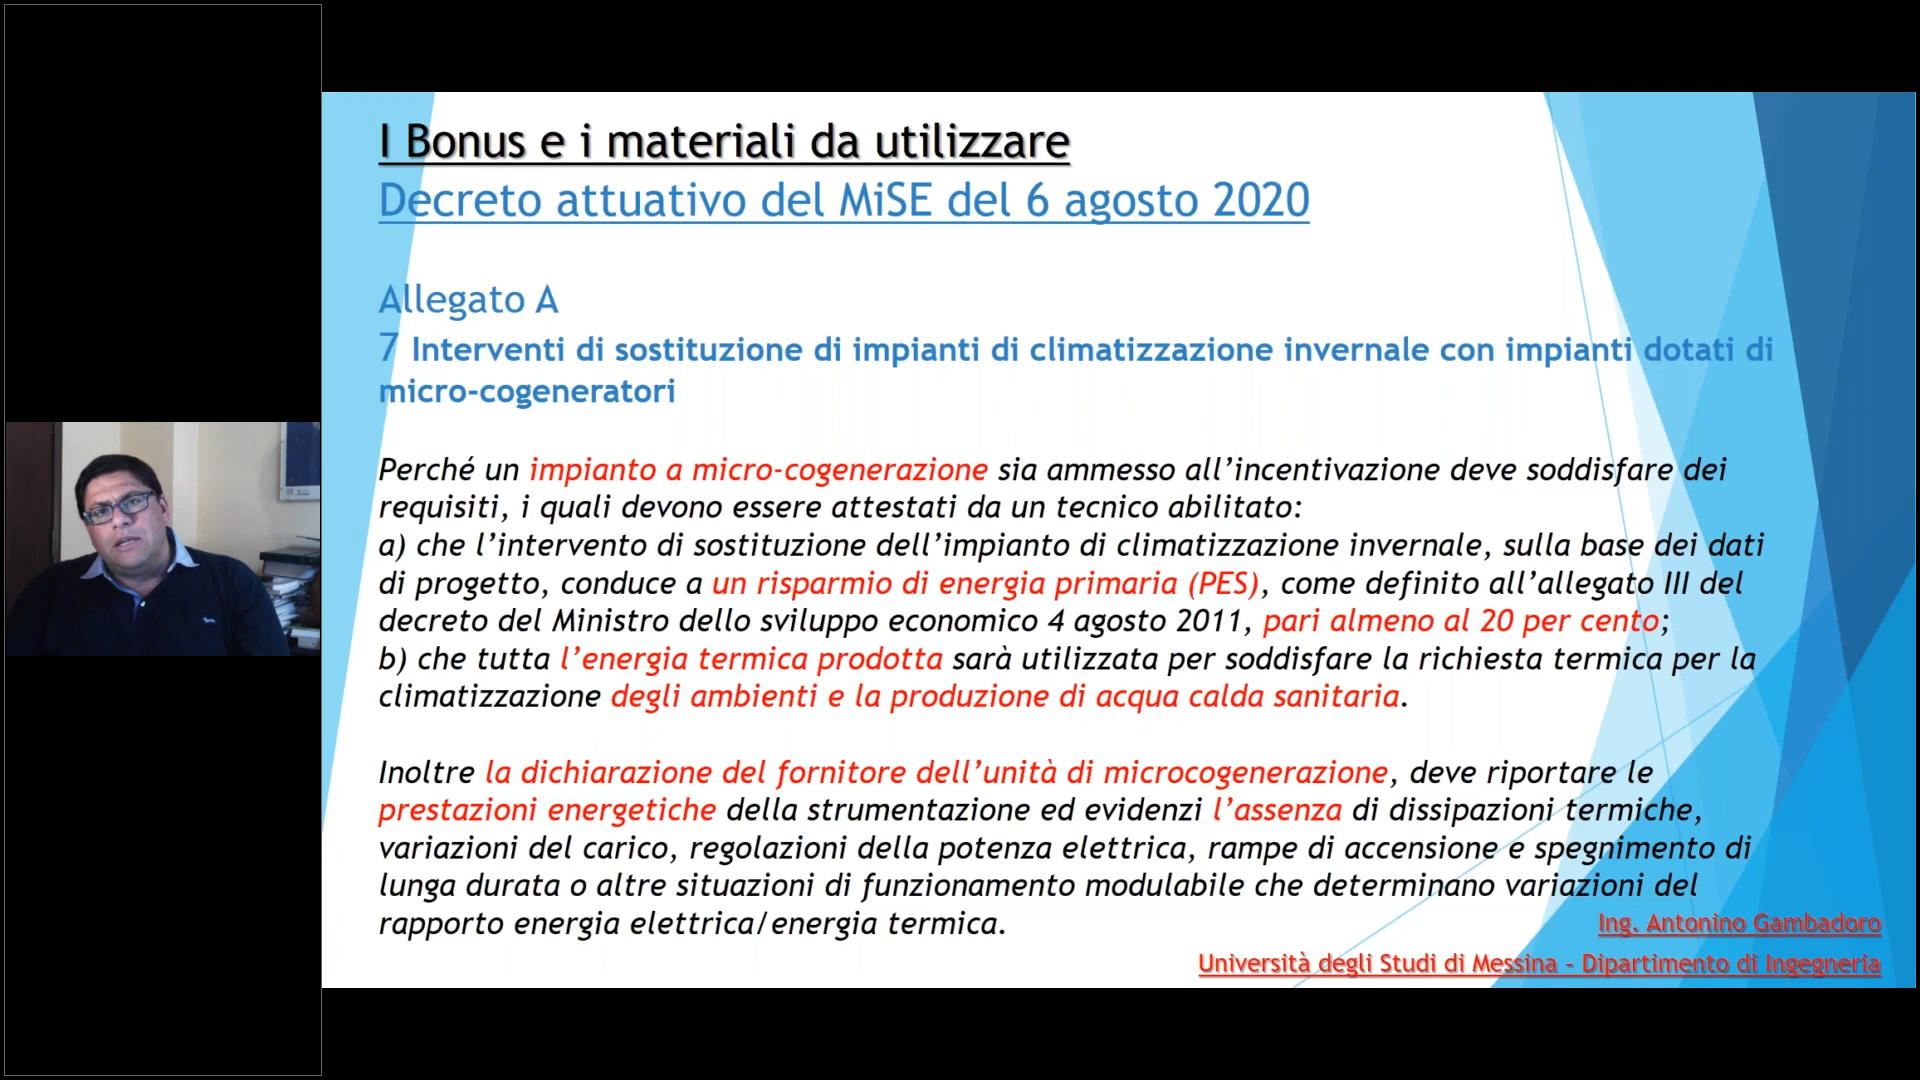 I Bonus e i materiali da utilizzare
Decreto attuativo del MiSE del 6 agosto 2020
Allegato A
7 Interventi di sostituzione di impianti di climatizzazione invernale con impianti dotati di
micro-cogeneratori
Perché un impianto a micro-cogenerazione sia ammesso all’incentivazione deve soddisfare dei
requisiti, i quali devono essere attestati da un tecnico abilitato:
a) che l’intervento di sostituzione dell’impianto di climatizzazione invernale, sulla base dei dati
di progetto, conduce a un risparmio di energia primaria (PES), come definito all’allegato III del
decreto del Ministro dello sviluppo economico 4 agosto 2011, pari almeno al 20 per cento;
b) che tutta l’energia termica prodotta sarà utilizzata per soddisfare la richiesta termica per la
climatizzazione degli ambienti e la produzione di acqua calda sanitaria.
Inoltre la dichiarazione del fornitore dell’unità di microcogenerazione, deve riportare le
prestazioni energetiche della strumentazione ed evidenzi l’assenza di dissipazioni termiche,
variazioni del carico, regolazioni della potenza elettrica, rampe di accensione e spegnimento di
lunga durata o altre situazioni di funzionamento modulabile che determinano variazioni del
rapporto energia elettrica/energia termica.
Ing. Antonino Gambadoro
Università degli Studi di Messina – Dipartimento di Ingegneria